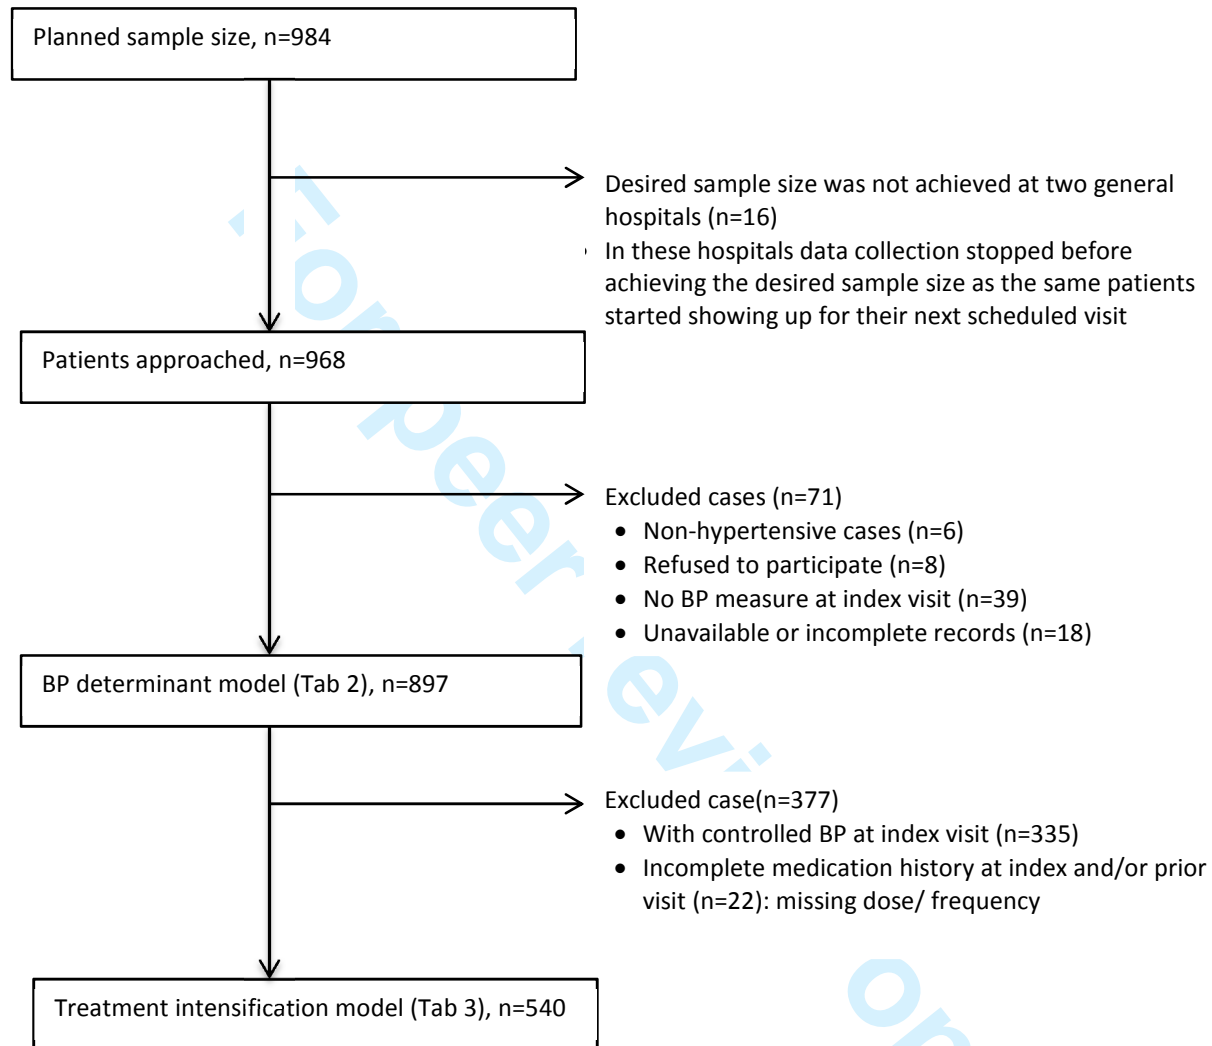 Planned sample size, n=984
Desired sample size was not achieved at two general
hospitals (n=16)
• In these hospitals data collection stopped before
achieving the desired sample size as the same patients
started showing up for their next scheduled visit
Patients approached, n=968
Excluded cases (n=71)
• Non-hypertensive cases (n=6)
• Refused to participate (n=8)
• No BP measure at index visit (n=39)
• Unavailable or incomplete records (n=18)
BP determinant model (Tab 2), n=897
Excluded case(n=377)
• With controlled BP at index visit (n=335)
• Incomplete medication history at index and/or prior
visit (n=22): missing dose/ frequency
Treatment intensification model (Tab 3), n=540
For peer revi
on